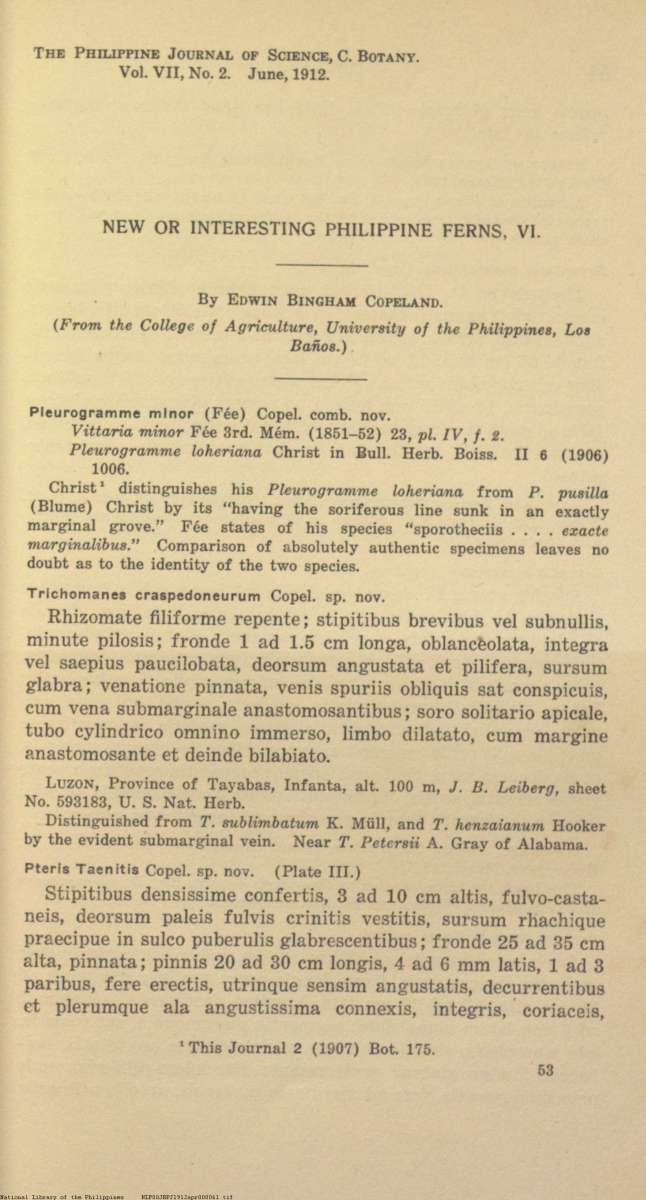 THE PHILIPPINE JOURNAL OF SCIENCE, C. BOTANY.
Vol. VII, No. 2. June, 1912.
NEW OR INTERESTING PHILIPPINE FERNS, VI.
By EDWIN BINGHAM COPELAND.
(From the College of Agriculture, University of the Philippines, Los
Baños.)
Pleurogramme minor (Fée) Copel. comb. nov.
Vittaria minor Fée 3rd. Mém. (1851–52) 23, pl. IV, f. 2.
Pleurogramme loheriana Christ in Bull. Herb. Boiss. II 6 (1906)
1006.
Christ¹ distinguishes his Pleurogramme loheriana from P. pusilla
(Blume) Christ by its "having the soriferous line sunk in an exactly
marginal grove." Fée states of his species "sporotheciis . . . . exacte
marginalibus." Comparison of absolutely authentic specimens leaves no
doubt as to the identity of the two species.
Trichomanes craspedoneurum Copel. sp. nov.
Rhizomate filiforme repente; stipitibus brevibus vel subnullis,
minute pilosis; fronde 1 ad 1.5 cm longa, oblanceolata, integra
vel saepius paucilobata, deorsum angustata et pilifera, sursum
glabra; venatione pinnata, venis spuriis obliquis sat conspicuis,
cum vena submarginale anastomosantibus; soro solitario apicale,
tubo cylindrico omnino immerso, limbo dilatato, cum margine
anastomosante et deinde bilabiato.
LUZON, Province of Tayabas, Infanta, alt. 100 m, J. B. Leiberg, sheet
No. 593183, U. S. Nat. Herb.
Distinguished from T. sublimbatum K. Müll, and T. henzaianum Hooker
by the evident submarginal vein. Near T. Petersii A. Gray of Alabama.
Pteris Taenitis Copel. sp. nov. (Plate III.)
Stipitibus densissime confertis, 3 ad 10 cm altis, fulvo-casta-
neis, deorsum paleis fulvis crinitis vestitis, sursum rhachique
praecipue in sulco puberulis glabrescentibus; fronde 25 ad 35 cm
alta, pinnata; pinnis 20 ad 30 cm longis, 4 ad 6 mm latis, 1 ad 3
paribus, fere erectis, utrinque sensim angustatis, decurrentibus
et plerumque ala angustissima connexis, integris, coriaceis,
¹ This Journal 2 (1907) Bot. 175.
53
National Library of the Philippines